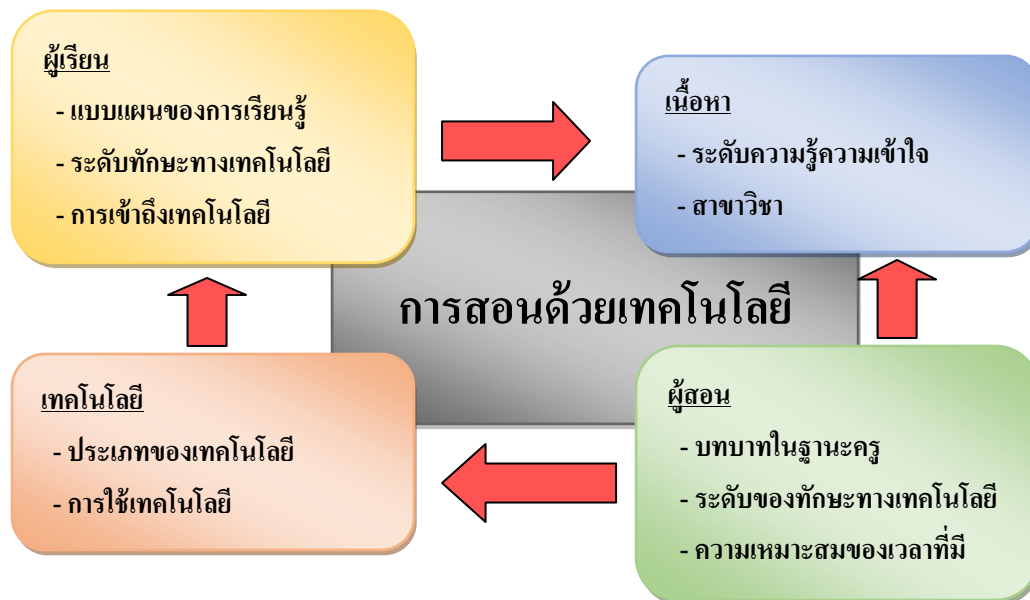 ผู้เรียน
- แบบแผนของการเรียนรู้
- ระดับทักษะทางเทคโนโลยี
- การเข้าถึงเทคโนโลยี
เนื้อหา
- ระดับความรู้ความเข้าใจ
- สาขาวิชา
การสอนด้วยเทคโนโลยี
เทคโนโลยี
- ประเภทของเทคโนโลยี
- การใช้เทคโนโลยี
ผู้สอน
- บทบาทในฐานะครู
- ระดับของทักษะทางเทคโนโลยี
- ความเหมาะสมของเวลาที่มี